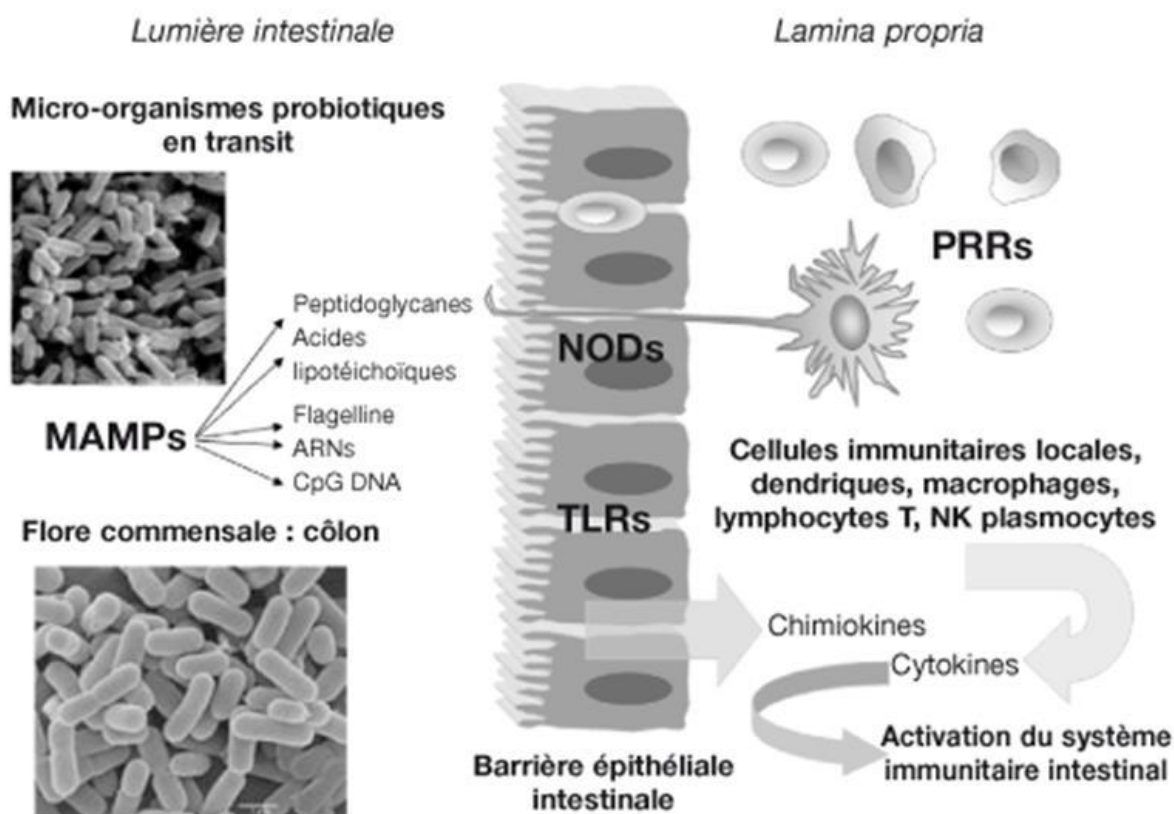 Lumière intestinale
Lamina propria
Micro-organismes probiotiques
en transit
PRRs
Peptidoglycanes
Acides
lipotéichoïques
Flagelline
ARNs
CpG DNA
MAMPs
NODs
TLRs
Cellules immunitaires locales,
dendriques, macrophages,
lymphocytes T, NK plasmocytes
Flore commensale : côlon
Chimiokines
Cytokines
Activation du système
immunitaire intestinal
Barrière épithéliale
intestinale